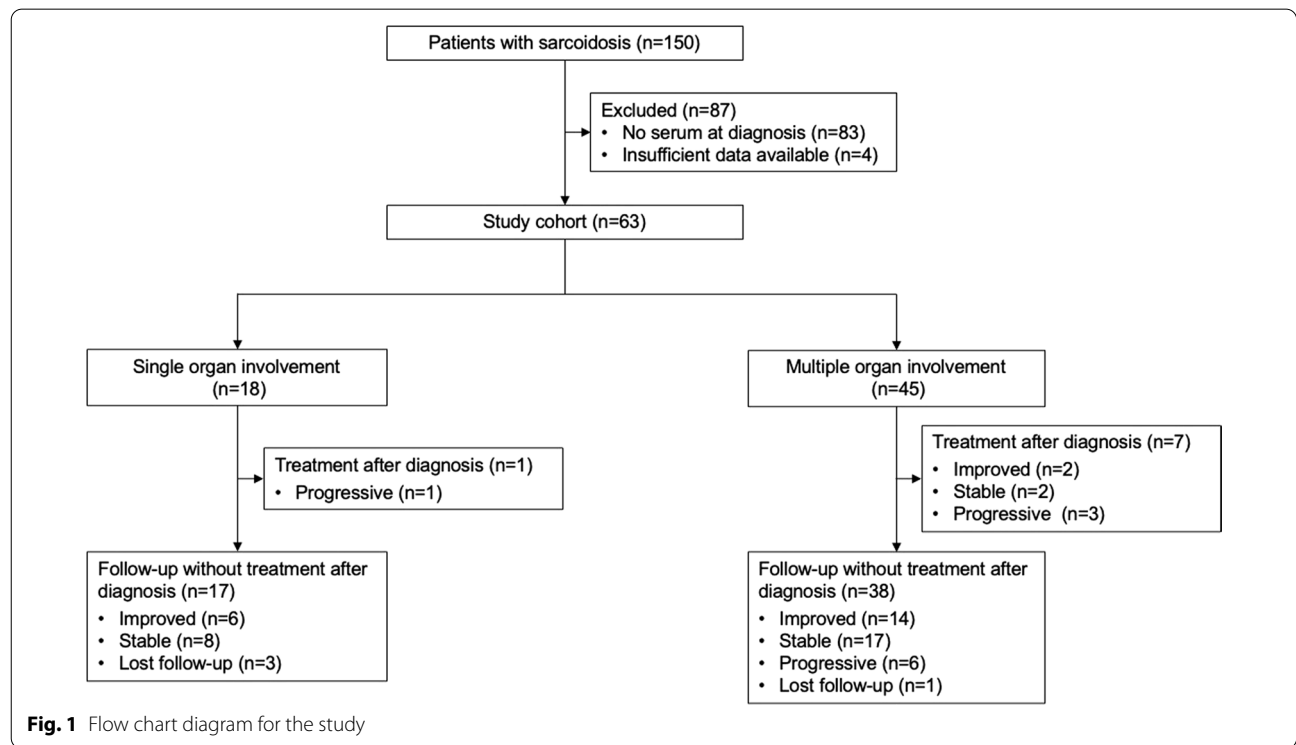 Patients with sarcoidosis (n=150)
Excluded (n=87)
• No serum at diagnosis (n=83)
• Insufficient data available (n=4)
Study cohort (n=63)
Single organ involvement
(n=18)
Multiple organ involvement
(n=45)
Treatment after diagnosis (n=1)
• Progressive (n=1)
Treatment after diagnosis (n=7)
• Improved (n=2)
• Stable (n=2)
• Progressive (n=3)
Follow-up without treatment after
diagnosis (n=17)
• Improved (n=6)
• Stable (n=8)
• Lost follow-up (n=3)
Follow-up without treatment after
diagnosis (n=38)
• Improved (n=14)
• Stable (n=17)
• Progressive (n=6)
• Lost follow-up (n=1)
Fig. 1 Flow chart diagram for the study